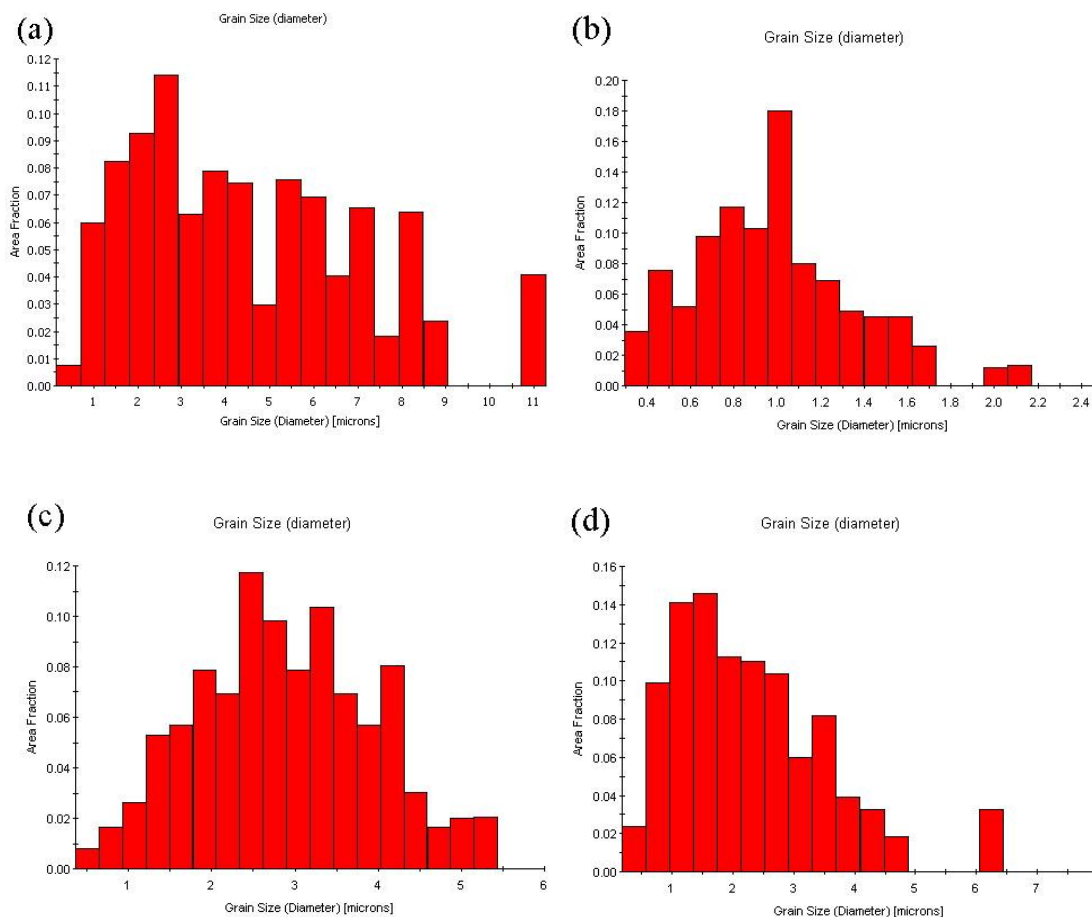 (a)
Grain Size (diameter)
0.12
0.11
0.10
0.09
0.08
0.07
0.06
0.05
0.04
0.03
0.02
0.01
0.00
Area Fraction
1 2 3 4 5 6 7 8 9 10 11
Grain Size (Diameter) [microns]
(b)
Grain Size (diameter)
0.20
0.18
0.16
0.14
0.12
0.10
0.08
0.06
0.04
0.02
0.00
Area Fraction
0.4 0.6 0.8 1.0 1.2 1.4 1.6 1.8 2.0 2.2 2.4
Grain Size (Diameter) [microns]
(c)
Grain Size (diameter)
0.12
0.10
0.08
0.06
0.04
0.02
0.00
Area Fraction
1 2 3 4 5 6
Grain Size (Diameter) [microns]
(d)
Grain Size (diameter)
0.16
0.14
0.12
0.10
0.08
0.06
0.04
0.02
0.00
Area Fraction
1 2 3 4 5 6 7
Grain Size (Diameter) [microns]